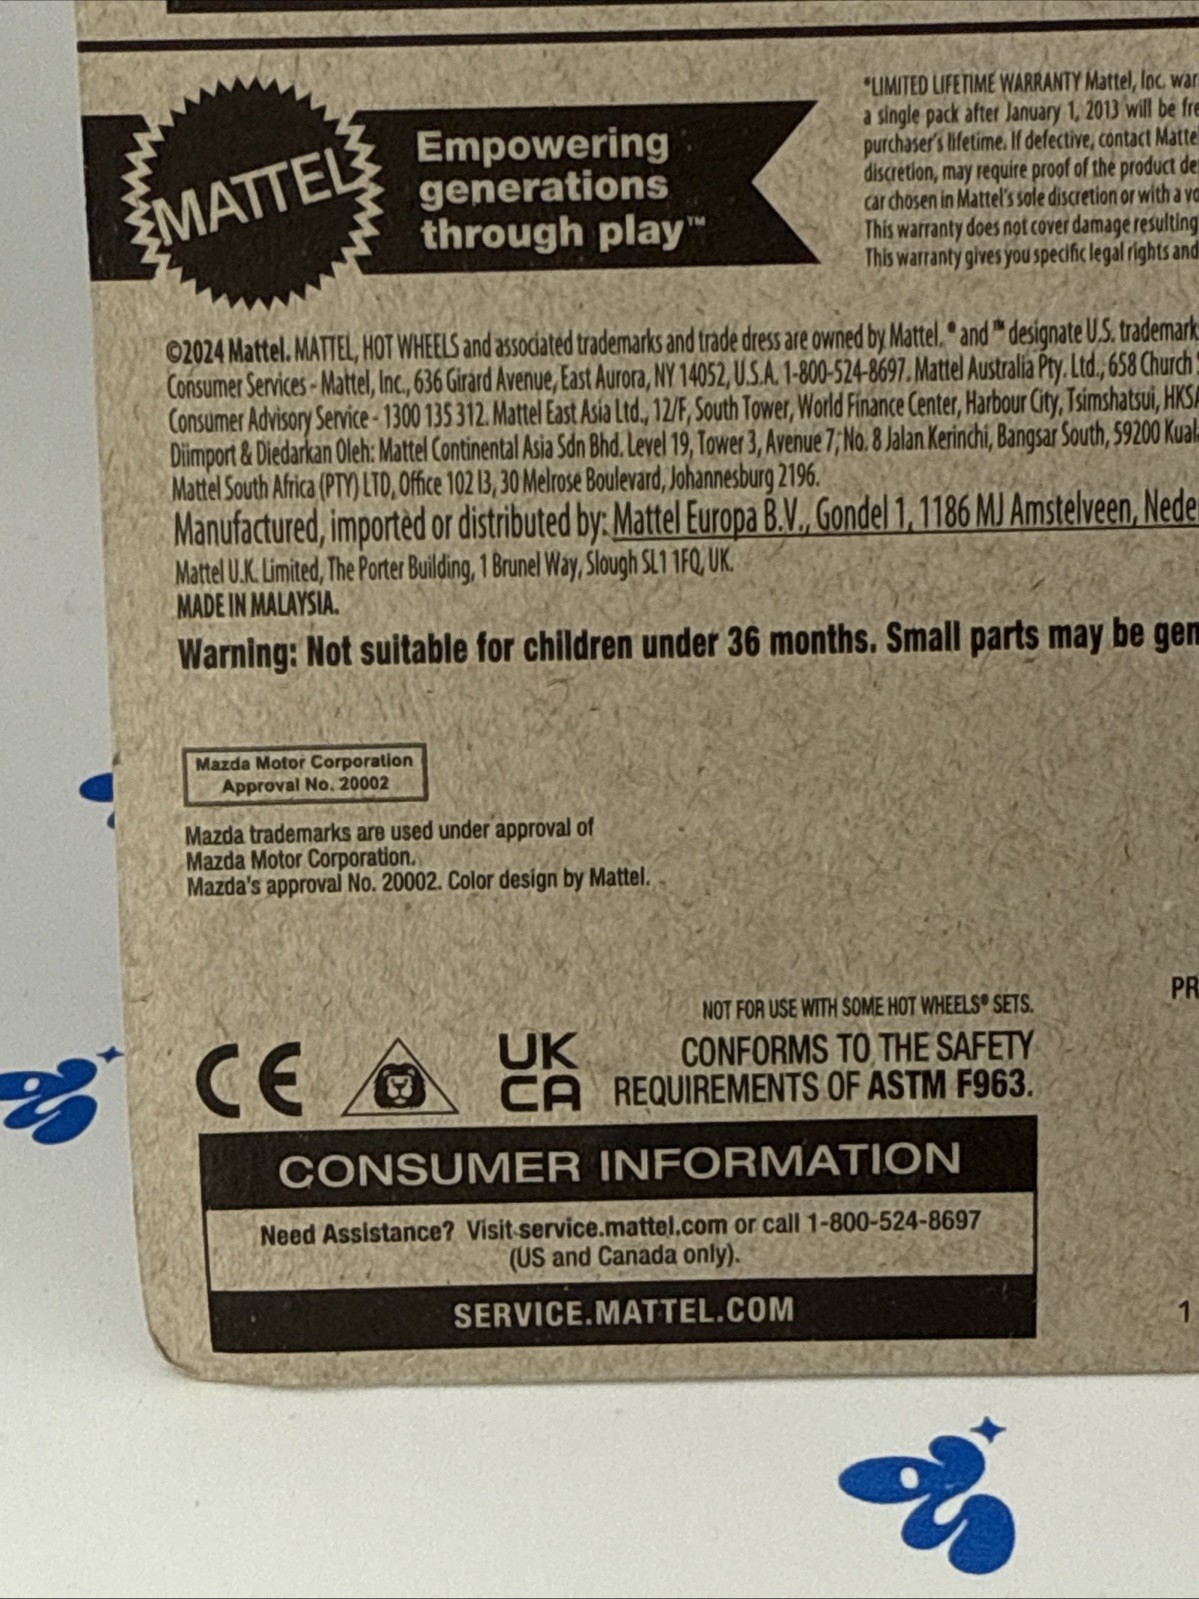 MATTEL
Empowering
generations
through play™
*LIMITED LIFETIME WARRANTY Mattel, Inc.
a single pack after January 1, 2013 will be
purchaser's lifetime. If defective, contact
discretion, may require proof of the product
car chosen in Mattel's sole discretion or with a
This warranty does not cover damage resulting
This warranty gives you specific legal rights and
©2024 Mattel. MATTEL, HOT WHEELS and associated trademarks and trade dress are owned by Mattel. ® and ™ designate U.S.
Consumer Services - Mattel, Inc., 636 Girard Avenue, East Aurora, NY 14052, U.S.A. 1-800-524-8697. Mattel Australia Pty. Ltd., 658 Church
Consumer Advisory Service - 1300 135 312. Mattel East Asia Ltd., 12/F, South Tower, World Finance Center, Harbour City, Tsimshatsui,
Diimport & Diedarkan Oleh: Mattel Continental Asia Sdn Bhd. Level 19, Tower 3, Avenue 7, No. 8 Jalan Kerinchi, Bangsar South, 59200
Mattel South Africa (PTY) LTD, Office 102 I3, 30 Melrose Boulevard, Johannesburg 2196.
Manufactured, imported or distributed by: Mattel Europa B.V., Gondel 1, 1186 MJ Amstelveen,
Mattel U.K. Limited, The Porter Building, 1 Brunel Way, Slough SL1 1FQ, UK.
MADE IN MALAYSIA.
Warning: Not suitable for children under 36 months. Small parts may be
Mazda Motor Corporation
Approval No. 20002
Mazda trademarks are used under approval of
Mazda Motor Corporation.
Mazda's approval No. 20002. Color design by Mattel.
NOT FOR USE WITH SOME HOT WHEELS® SETS.
CE
UK
CA
CONFORMS TO THE SAFETY
REQUIREMENTS OF ASTM F963.
CONSUMER INFORMATION
Need Assistance? Visit service.mattel.com or call 1-800-524-8697
(US and Canada only).
SERVICE.MATTEL.COM